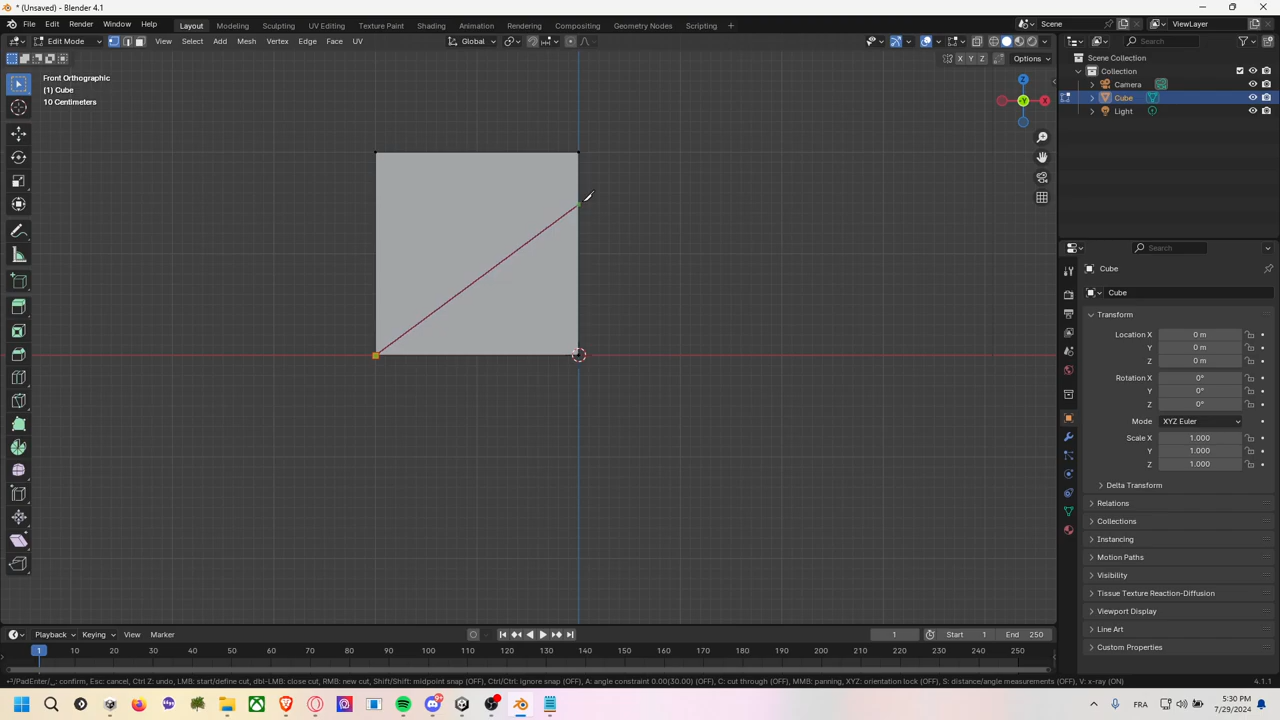 * (Unsaved) - Blender 4.1
File Edit Render Window Help Layout Modeling Sculpting UV Editing Texture Paint Shading Animation Rendering Compositing Geometry Nodes Scripting + Scene ViewLayer
Edit Mode View Select Add Mesh Vertex Edge Face UV Global Search
X Y Z Options
Front Orthographic
(1) Cube
10 Centimeters
Z
-Y X
Scene Collection
Collection
Camera
Cube
Light
Search
Cube
Cube
Transform
Location X 0 m
Y 0 m
Z 0 m
Rotation X 0°
Y 0°
Z 0°
Mode XYZ Euler
Scale X 1.000
Y 1.000
Z 1.000
Delta Transform
Relations
Collections
Instancing
Motion Paths
Visibility
Tissue Texture Reaction-Diffusion
Viewport Display
Line Art
Custom Properties
Playback Keying View Marker 1 Start 1 End 250
1 10 20 30 40 50 60 70 80 90 100 110 120 130 140 150 160 170 180 190 200 210 220 230 240 250
/PadEnter/␣: confirm, Esc: cancel, Ctrl Z: undo, LMB: start/define cut, dbl-LMB: close cut, RMB: new cut, Shift/Shift: midpoint snap (OFF), Ctrl/Ctrl: ignore snap (OFF), A: angle constraint 0.00(30.00) (OFF), C: cut through (OFF), MMB: panning, XYZ: orientation lock (OFF), S: distance/angle measurements (OFF), V: x-ray (ON) 4.1.1
FRA 5:30 PM
7/29/2024